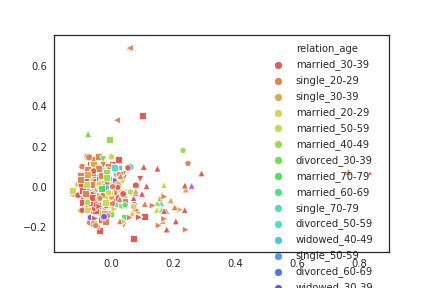 relation_age
married_30-39
single_20-29
single_30-39
married_20-29
married_50-59
married_40-49
divorced_30-39
married_70-79
married_60-69
single_70-79
divorced_50-59
widowed_40-49
single_50-59
divorced_60-69
widowed_30-39
0.6
0.4
0.2
0.0
−0.2
0.0 0.2 0.4 0.6 0.8